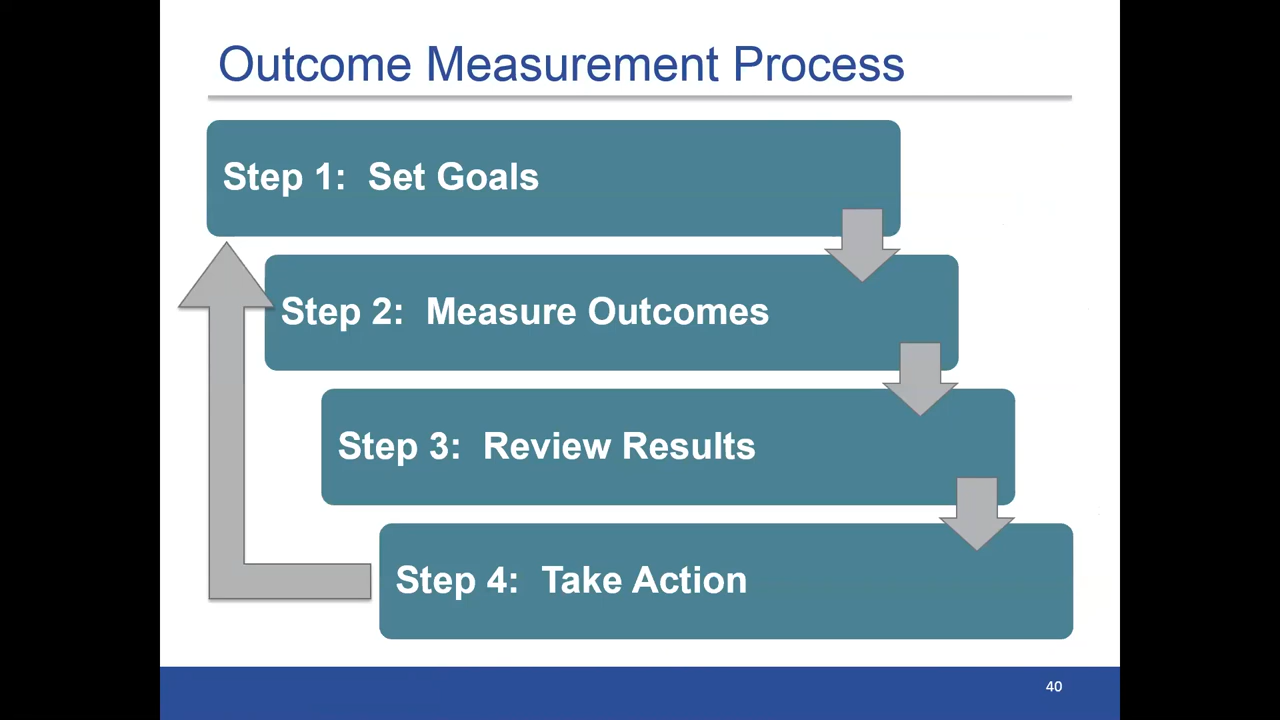 Outcome Measurement Process
Step 1:  Set Goals
Step 2:  Measure Outcomes
Step 3:  Review Results
Step 4:  Take Action
40